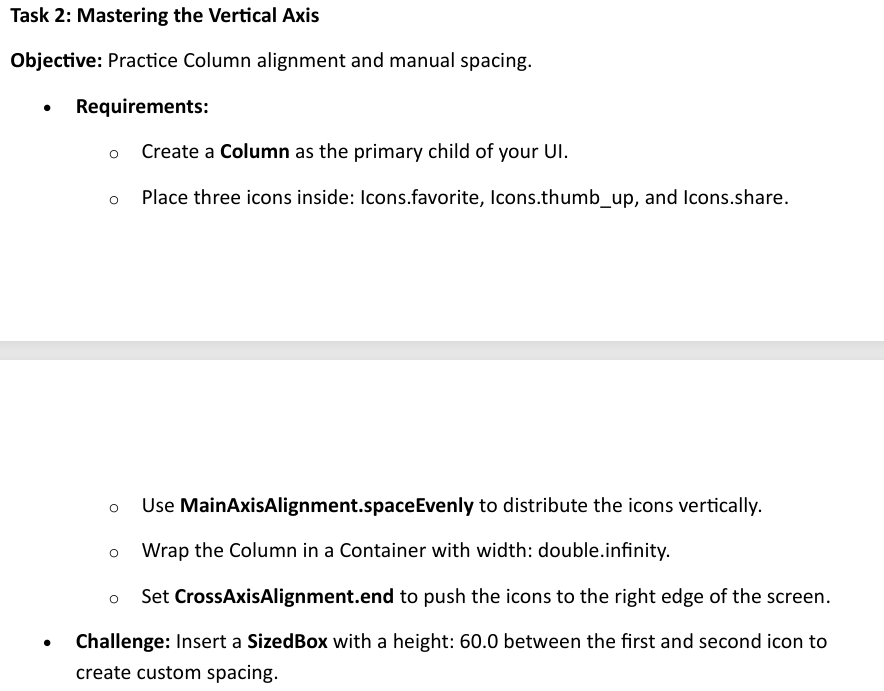 Task 2: Mastering the Vertical Axis
Objective: Practice Column alignment and manual spacing.
• Requirements:
o Create a Column as the primary child of your UI.
o Place three icons inside: Icons.favorite, Icons.thumb_up, and Icons.share.
o Use MainAxisAlignment.spaceEvenly to distribute the icons vertically.
o Wrap the Column in a Container with width: double.infinity.
o Set CrossAxisAlignment.end to push the icons to the right edge of the screen.
• Challenge: Insert a SizedBox with a height: 60.0 between the first and second icon to
create custom spacing.